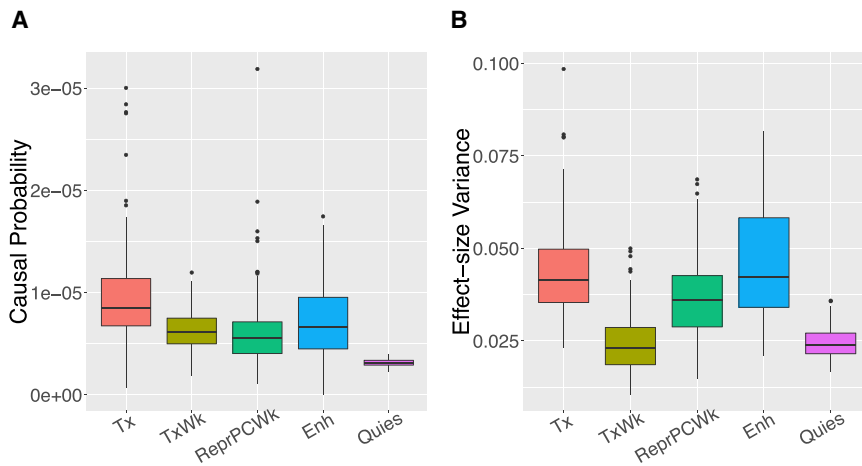 A
B
Causal Probability
3e−05
2e−05
1e−05
0e+00
Tx
TxWk
ReprPCWk
Enh
Quies
Effect−size Variance
0.100
0.075
0.050
0.025
Tx
TxWk
ReprPCWk
Enh
Quies